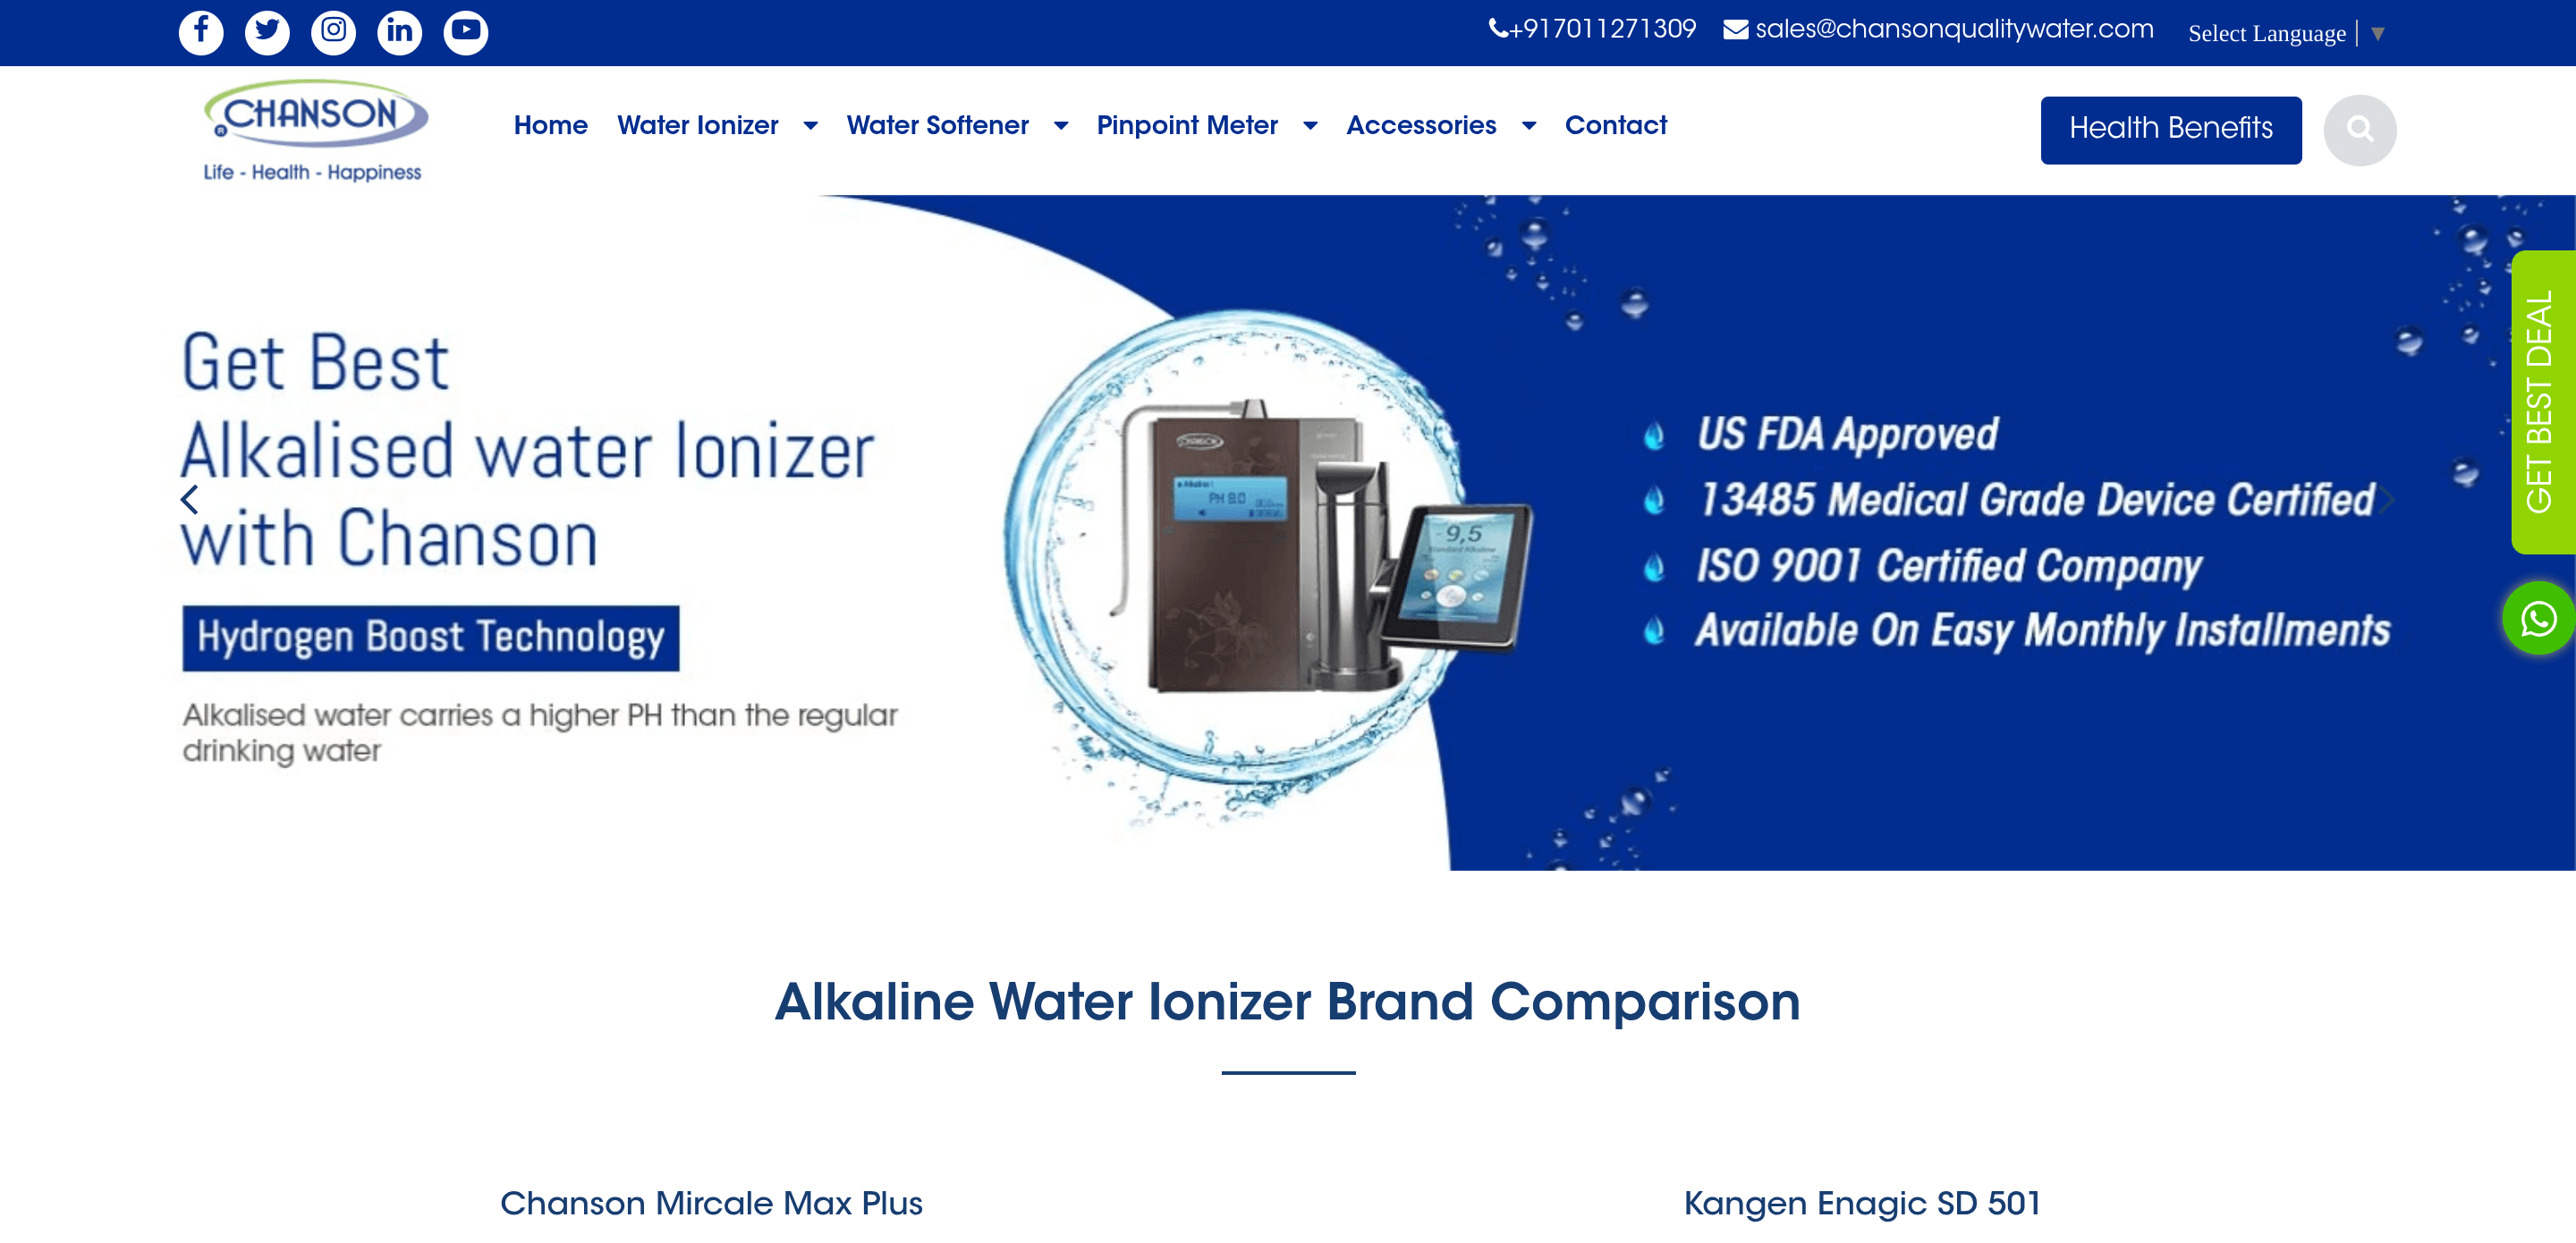 +917011271309 sales@chansonqualitywater.com Select Language ▼
CHANSON
Life - Health - Happiness
Home Water Ionizer Water Softener Pinpoint Meter Accessories Contact
Health Benefits
Get Best
Alkalised water Ionizer
with Chanson
Hydrogen Boost Technology
Alkalised water carries a higher PH than the regular
drinking water
CHANSON
PH 8.0
9,5
Standard Alkaline
US FDA Approved
13485 Medical Grade Device Certified
ISO 9001 Certified Company
Available On Easy Monthly Installments
GET BEST DEAL
Alkaline Water Ionizer Brand Comparison
Chanson Mircale Max Plus
Kangen Enagic SD 501